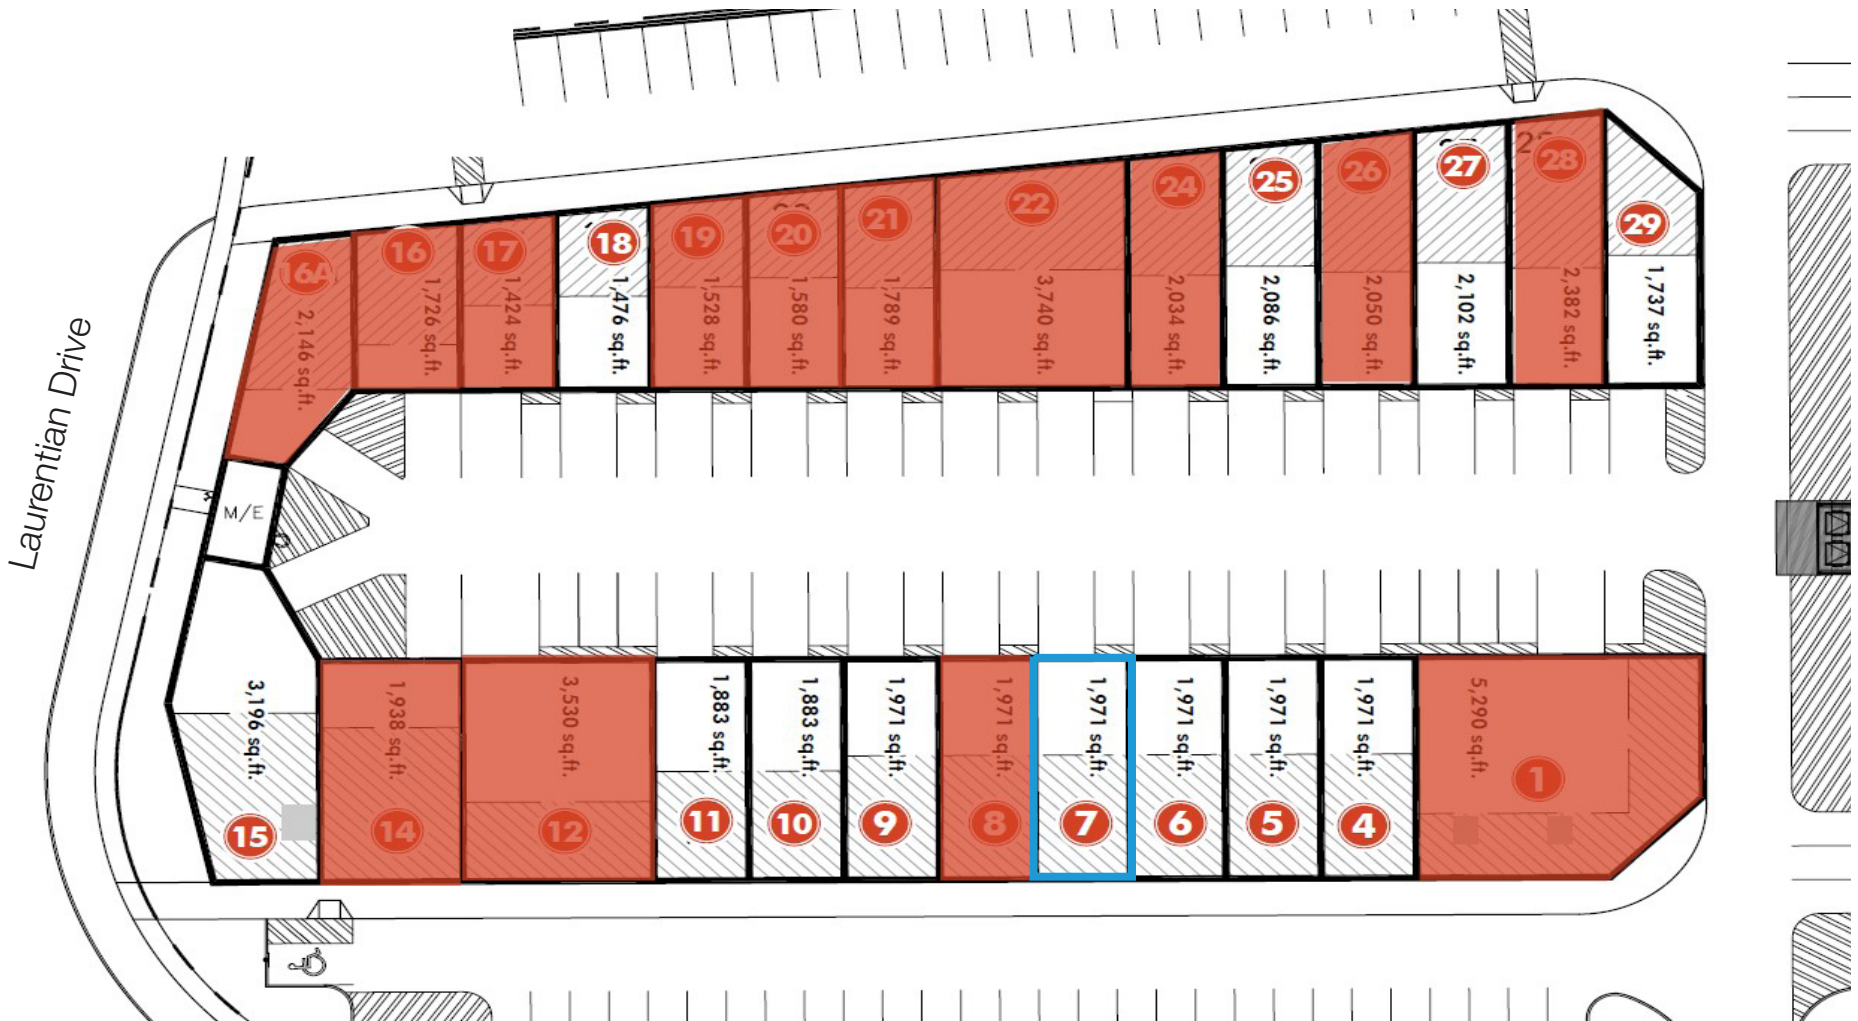 Laurentian Drive
16A
2,146 sq.ft.
16
1,726 sq.ft.
17
1,424 sq.ft.
18
1,476 sq.ft.
19
1,528 sq.ft.
20
1,580 sq.ft.
21
1,789 sq.ft.
22
3,740 sq.ft.
24
2,034 sq.ft.
25
2,086 sq.ft.
26
2,050 sq.ft.
27
2,102 sq.ft.
28
2,382 sq.ft.
29
1,737 sq.ft.
M/E
3,196 sq.ft.
15
1,938 sq.ft.
14
3,530 sq.ft.
12
1,883 sq.ft.
11
1,883 sq.ft.
10
1,971 sq.ft.
9
1,971 sq.ft.
8
1,971 sq.ft.
7
1,971 sq.ft.
6
1,971 sq.ft.
5
1,971 sq.ft.
4
5,290 sq.ft.
1